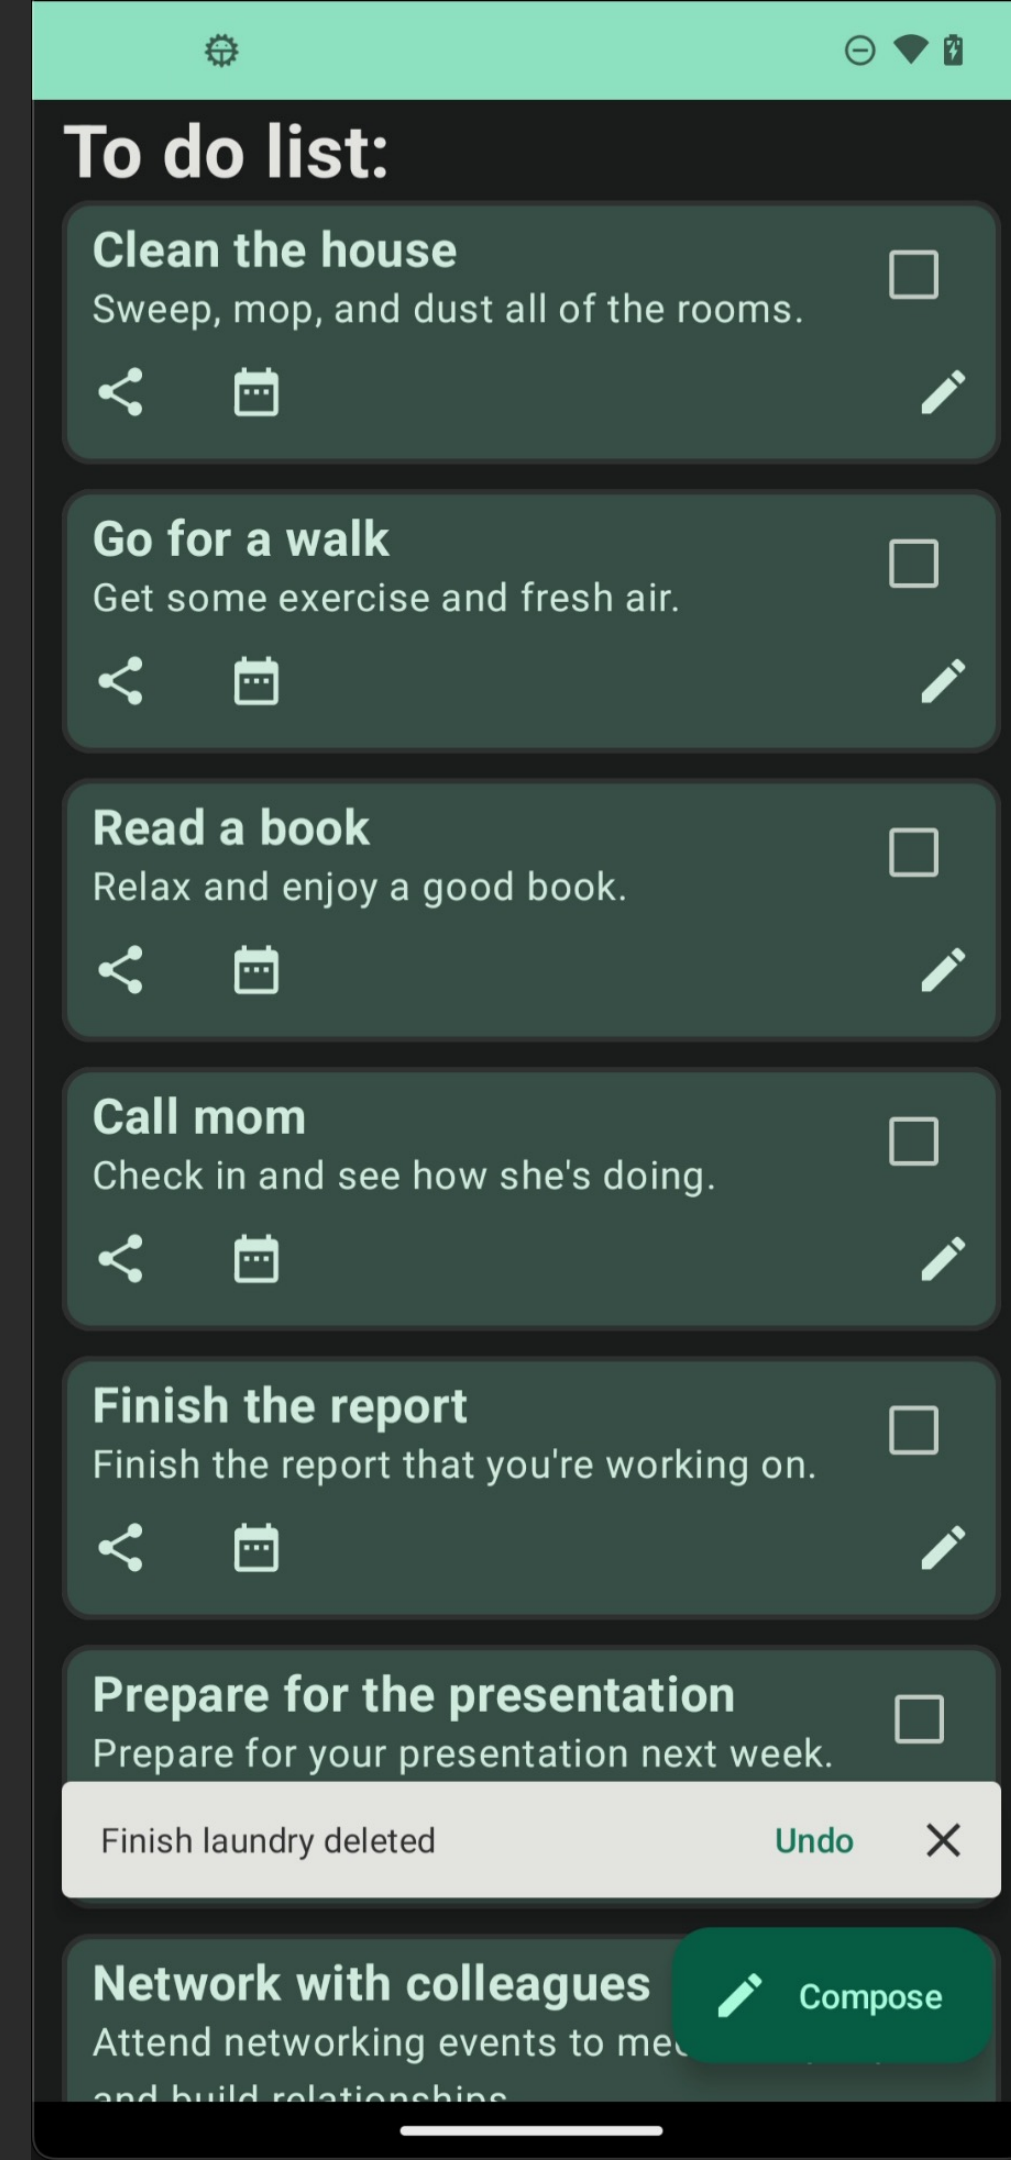 To do list:
Clean the house
Sweep, mop, and dust all of the rooms.
Go for a walk
Get some exercise and fresh air.
Read a book
Relax and enjoy a good book.
Call mom
Check in and see how she's doing.
Finish the report
Finish the report that you're working on.
Prepare for the presentation
Prepare for your presentation next week.
Finish laundry deleted Undo
Network with colleagues
Compose
Attend networking events to
and build relationships